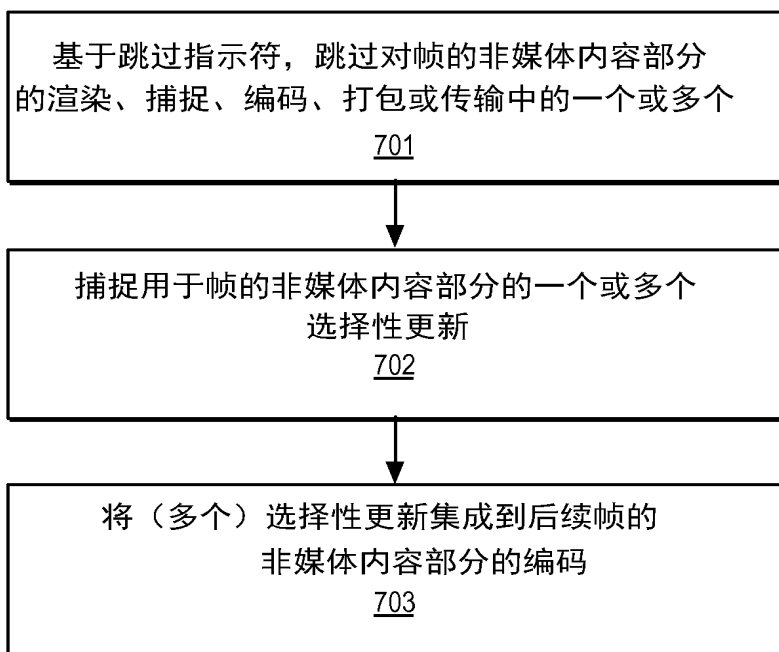 基于跳过指示符，跳过对帧的非媒体内容部分
的渲染、捕捉、编码、打包或传输中的一个或多个
701
捕捉用于帧的非媒体内容部分的一个或多个
选择性更新
702
将（多个）选择性更新集成到后续帧的
非媒体内容部分的编码
703